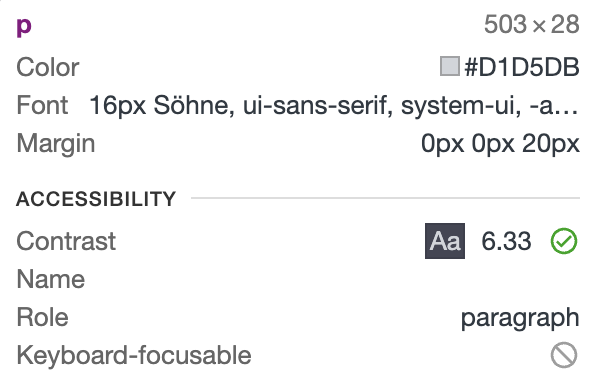 p 503 × 28
Color #D1D5DB
Font 16px Söhne, ui-sans-serif, system-ui, -a…
Margin 0px 0px 20px
ACCESSIBILITY
Contrast Aa 6.33
Name
Role paragraph
Keyboard-focusable